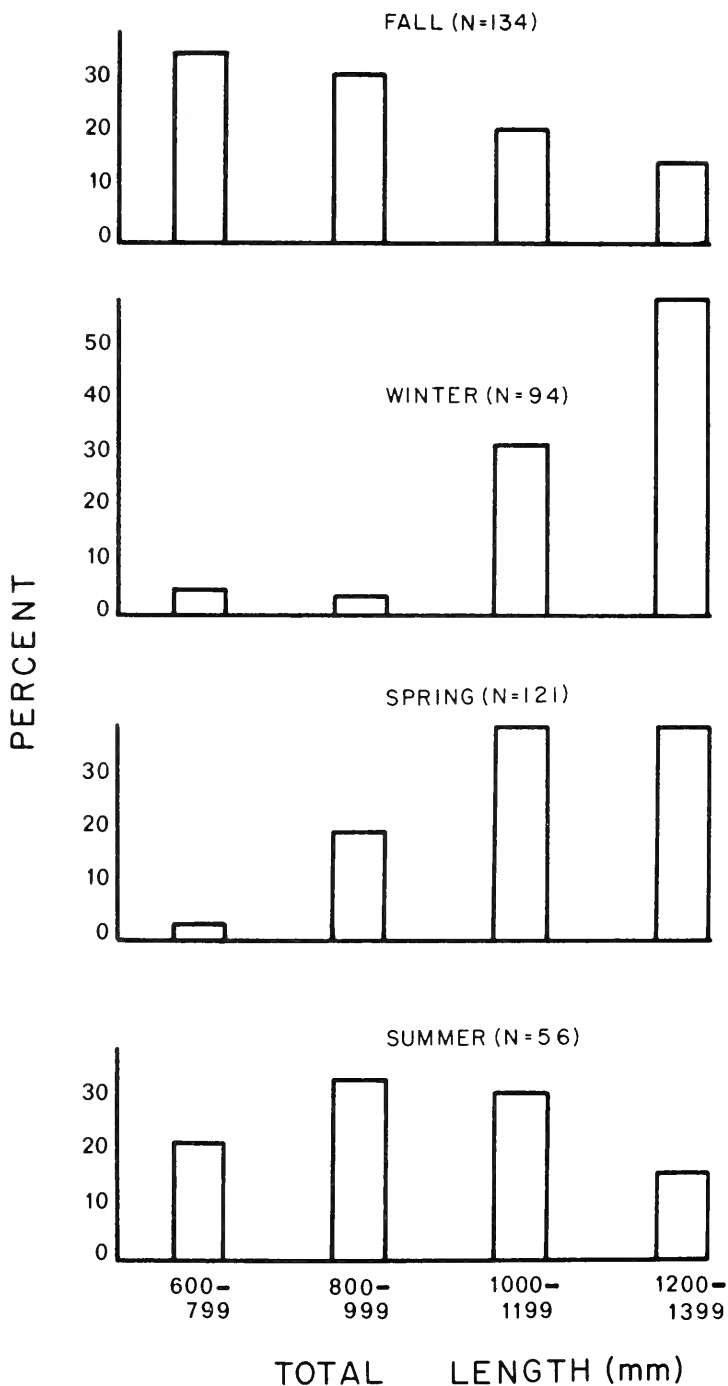 FALL (N=134)
30
20
10
0
WINTER (N=94)
50
40
30
20
10
0
PERCENT
SPRING (N=121)
30
20
10
0
SUMMER (N=56)
30
20
10
0
600- 800- 1000- 1200-
799 999 1199 1399
TOTAL LENGTH (mm)